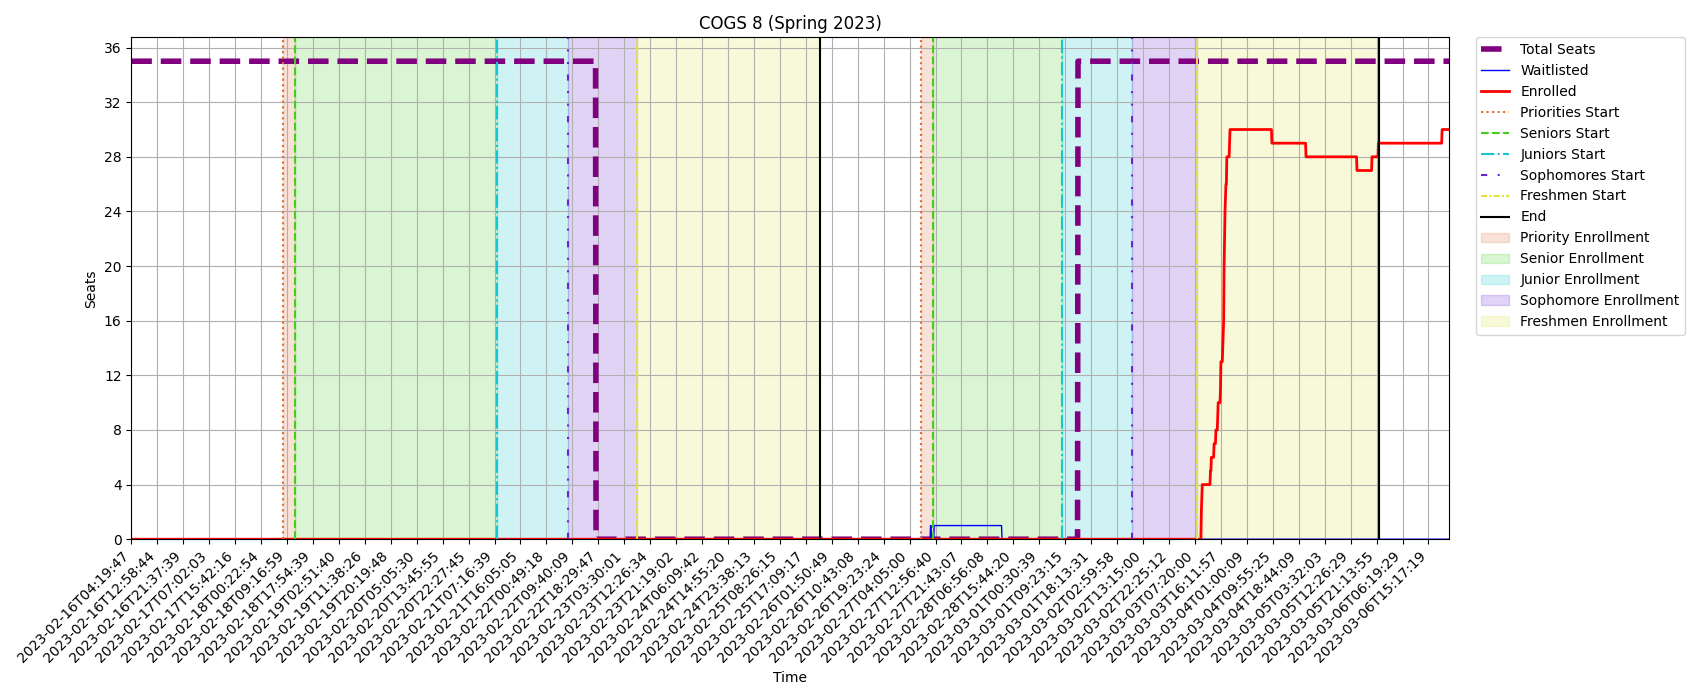 COGS 8 (Spring 2023)
36
32
28
24
20
16
12
8
4
0
Seats
2023-02-16T04:19:47
2023-02-16T12:58:44
2023-02-16T21:37:39
2023-02-17T07:02:03
2023-02-17T15:42:16
2023-02-18T00:22:54
2023-02-18T09:16:59
2023-02-18T17:54:39
2023-02-19T02:51:40
2023-02-19T11:38:26
2023-02-19T20:19:48
2023-02-20T05:05:30
2023-02-20T13:45:55
2023-02-20T22:27:45
2023-02-21T07:16:39
2023-02-21T16:05:05
2023-02-22T00:49:18
2023-02-22T09:40:09
2023-02-22T18:29:47
2023-02-23T03:30:01
2023-02-23T12:26:34
2023-02-23T21:19:02
2023-02-24T06:09:42
2023-02-24T14:55:20
2023-02-24T23:38:13
2023-02-25T08:26:15
2023-02-25T17:09:17
2023-02-26T01:50:49
2023-02-26T10:43:08
2023-02-26T19:23:24
2023-02-27T04:05:00
2023-02-27T12:56:40
2023-02-27T21:43:07
2023-02-28T06:56:08
2023-02-28T15:44:20
2023-03-01T00:30:39
2023-03-01T09:23:15
2023-03-01T18:13:31
2023-03-02T02:59:58
2023-03-02T13:15:00
2023-03-02T22:25:12
2023-03-03T07:20:00
2023-03-03T16:11:57
2023-03-04T01:00:09
2023-03-04T09:55:25
2023-03-04T18:44:09
2023-03-05T03:32:03
2023-03-05T12:26:29
2023-03-05T21:13:55
2023-03-06T06:19:29
2023-03-06T15:17:19
Time
Total Seats
Waitlisted
Enrolled
Priorities Start
Seniors Start
Juniors Start
Sophomores Start
Freshmen Start
End
Priority Enrollment
Senior Enrollment
Junior Enrollment
Sophomore Enrollment
Freshmen Enrollment